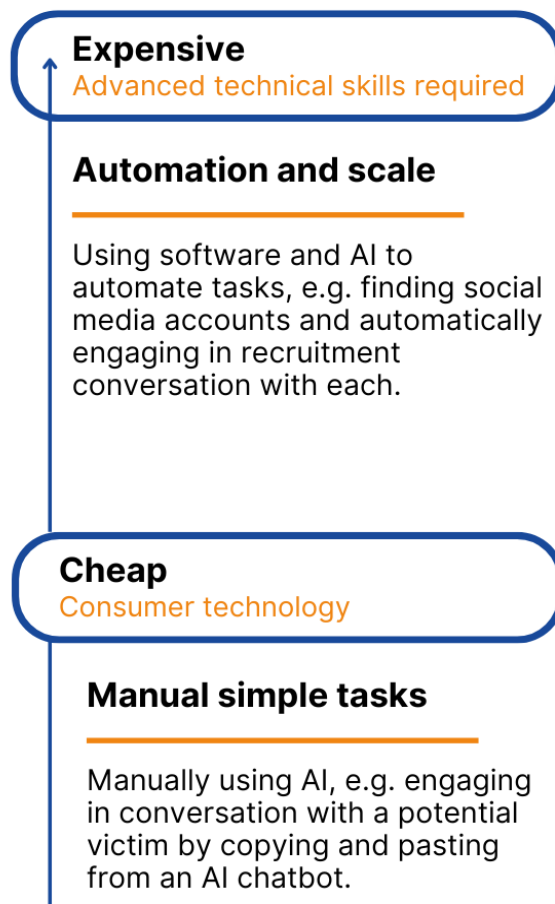 Expensive
Advanced technical skills required
Automation and scale
Using software and AI to
automate tasks, e.g. finding social
media accounts and automatically
engaging in recruitment
conversation with each.
Cheap
Consumer technology
Manual simple tasks
Manually using AI, e.g. engaging
in conversation with a potential
victim by copying and pasting
from an AI chatbot.